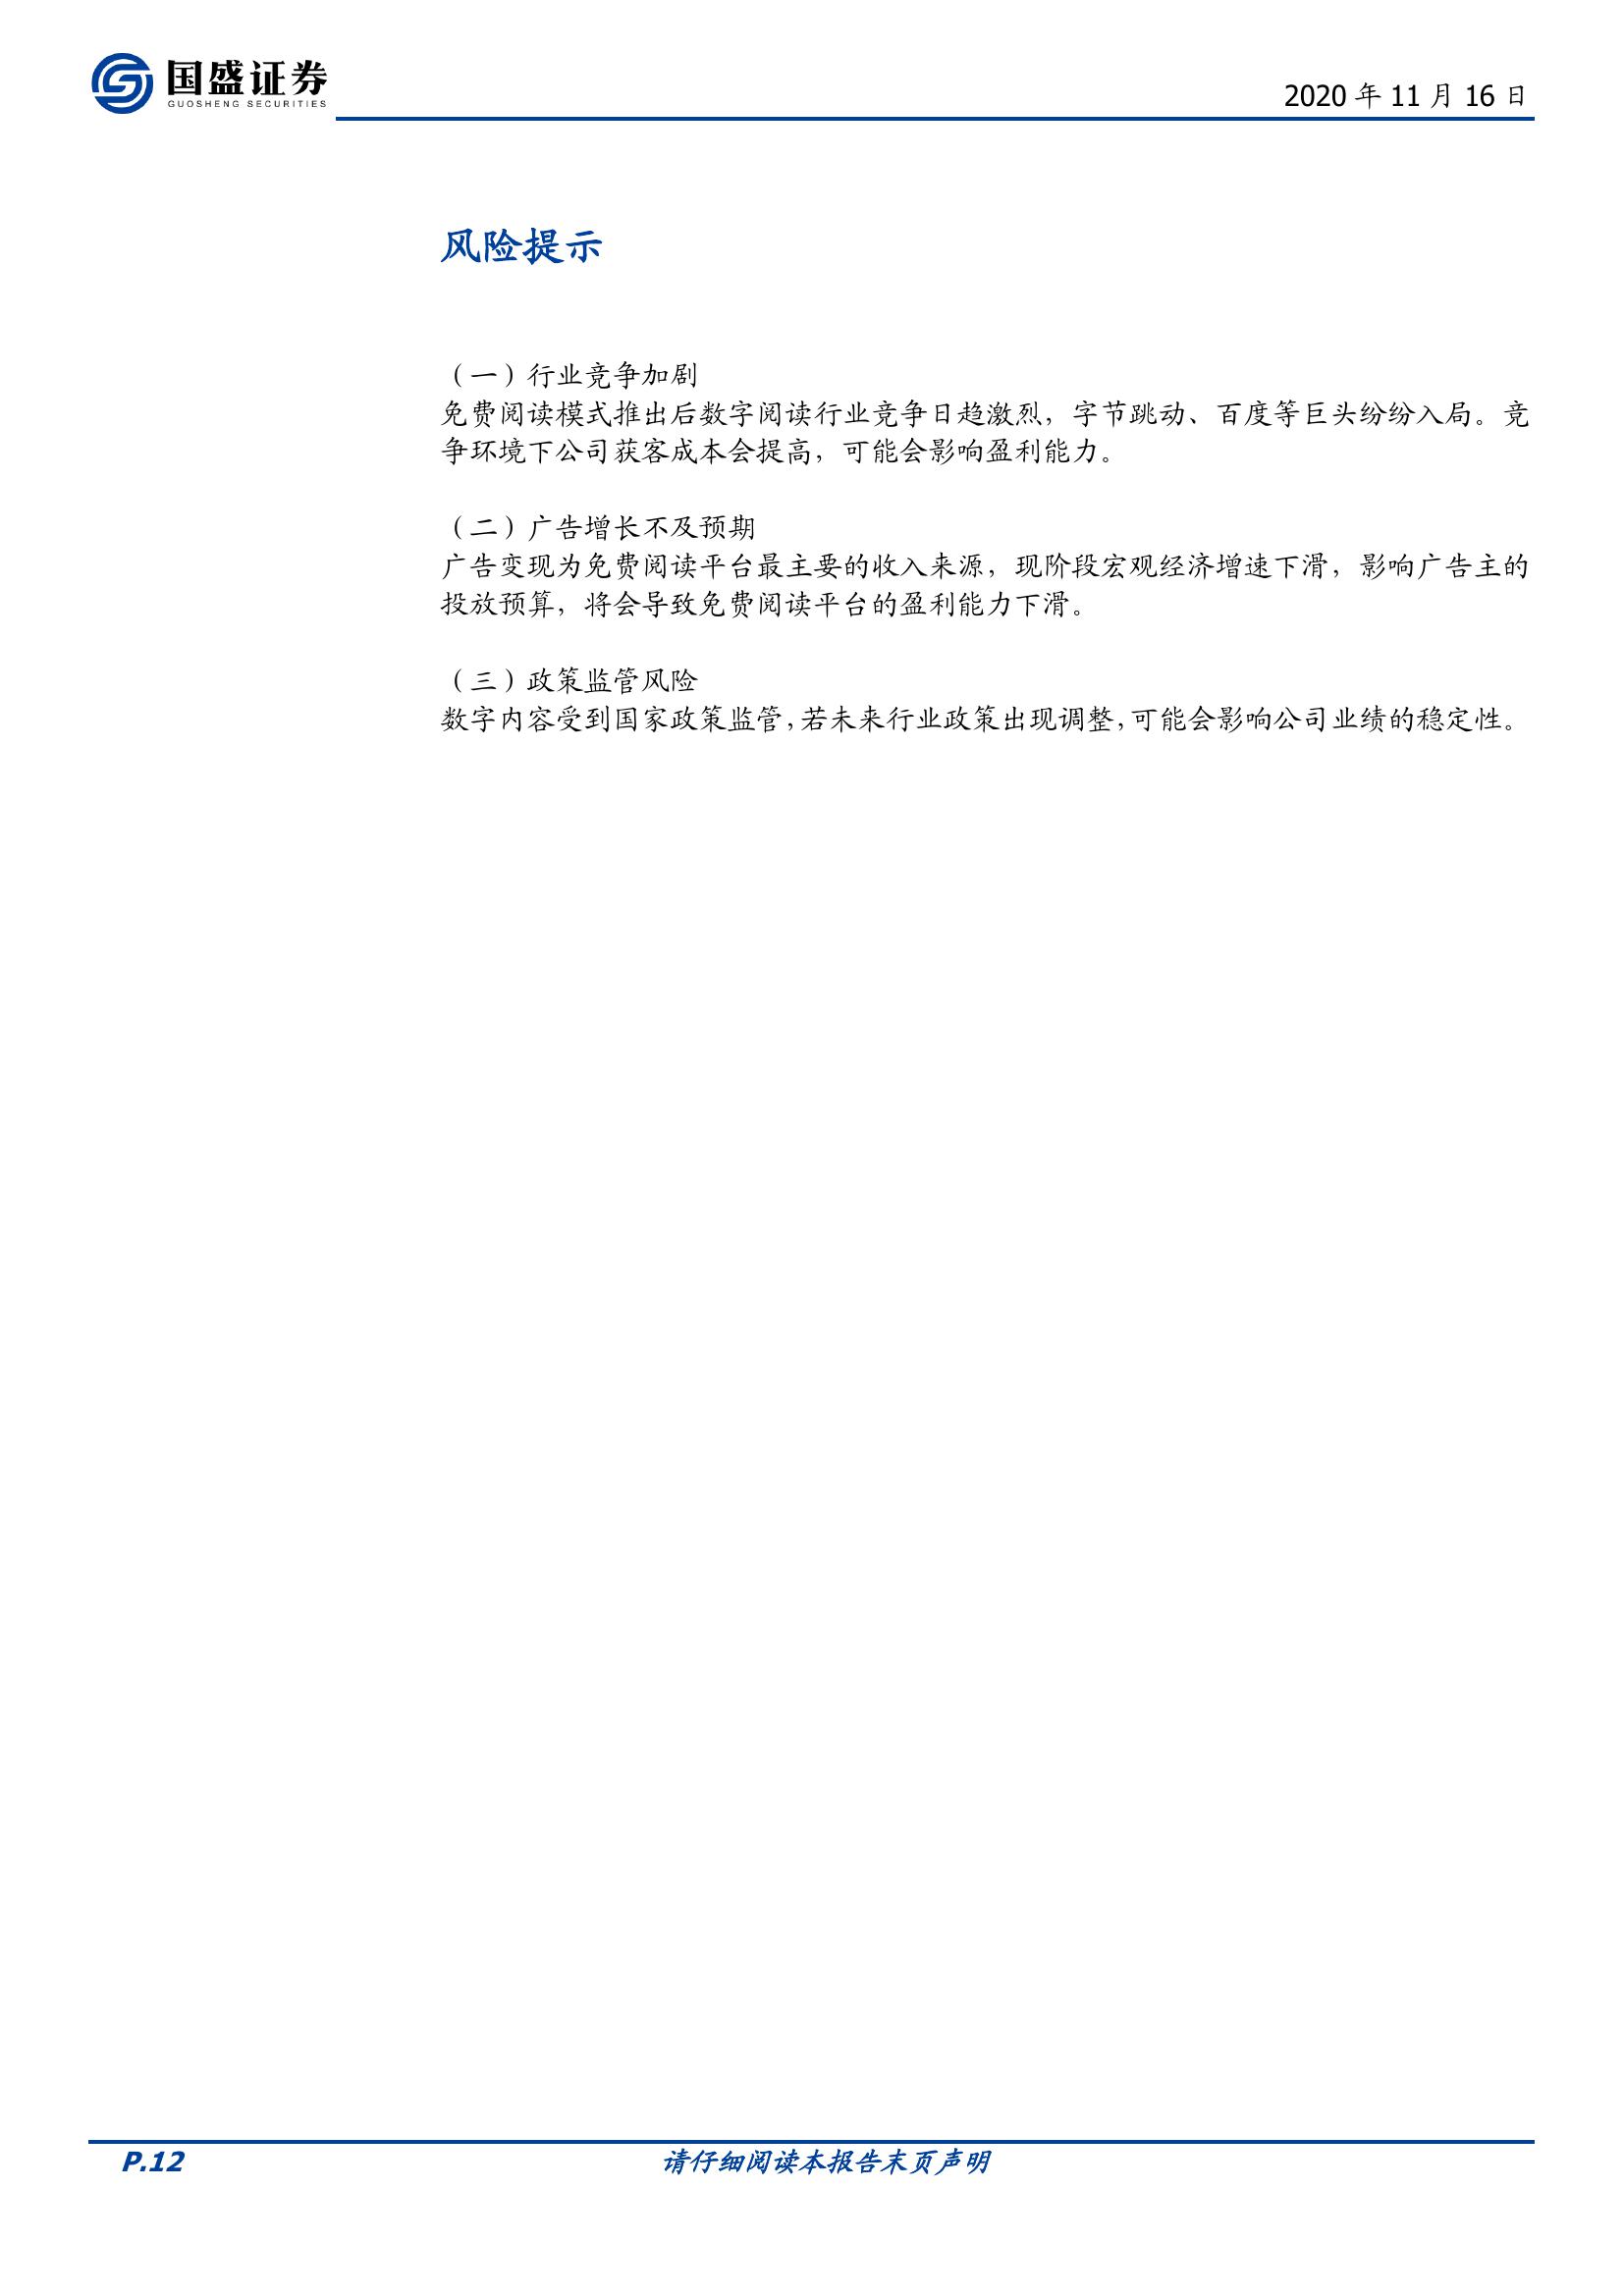 国盛证券
GUOSHENG SECURITIES
2020 年 11 月 16 日
风险提示
（一）行业竞争加剧
免费阅读模式推出后数字阅读行业竞争日趋激烈，字节跳动、百度等巨头纷纷入局。竞
争环境下公司获客成本会提高，可能会影响盈利能力。
（二）广告增长不及预期
广告变现为免费阅读平台最主要的收入来源，现阶段宏观经济增速下滑，影响广告主的
投放预算，将会导致免费阅读平台的盈利能力下滑。
（三）政策监管风险
数字内容受到国家政策监管，若未来行业政策出现调整，可能会影响公司业绩的稳定性。
P.12
请仔细阅读本报告末页声明